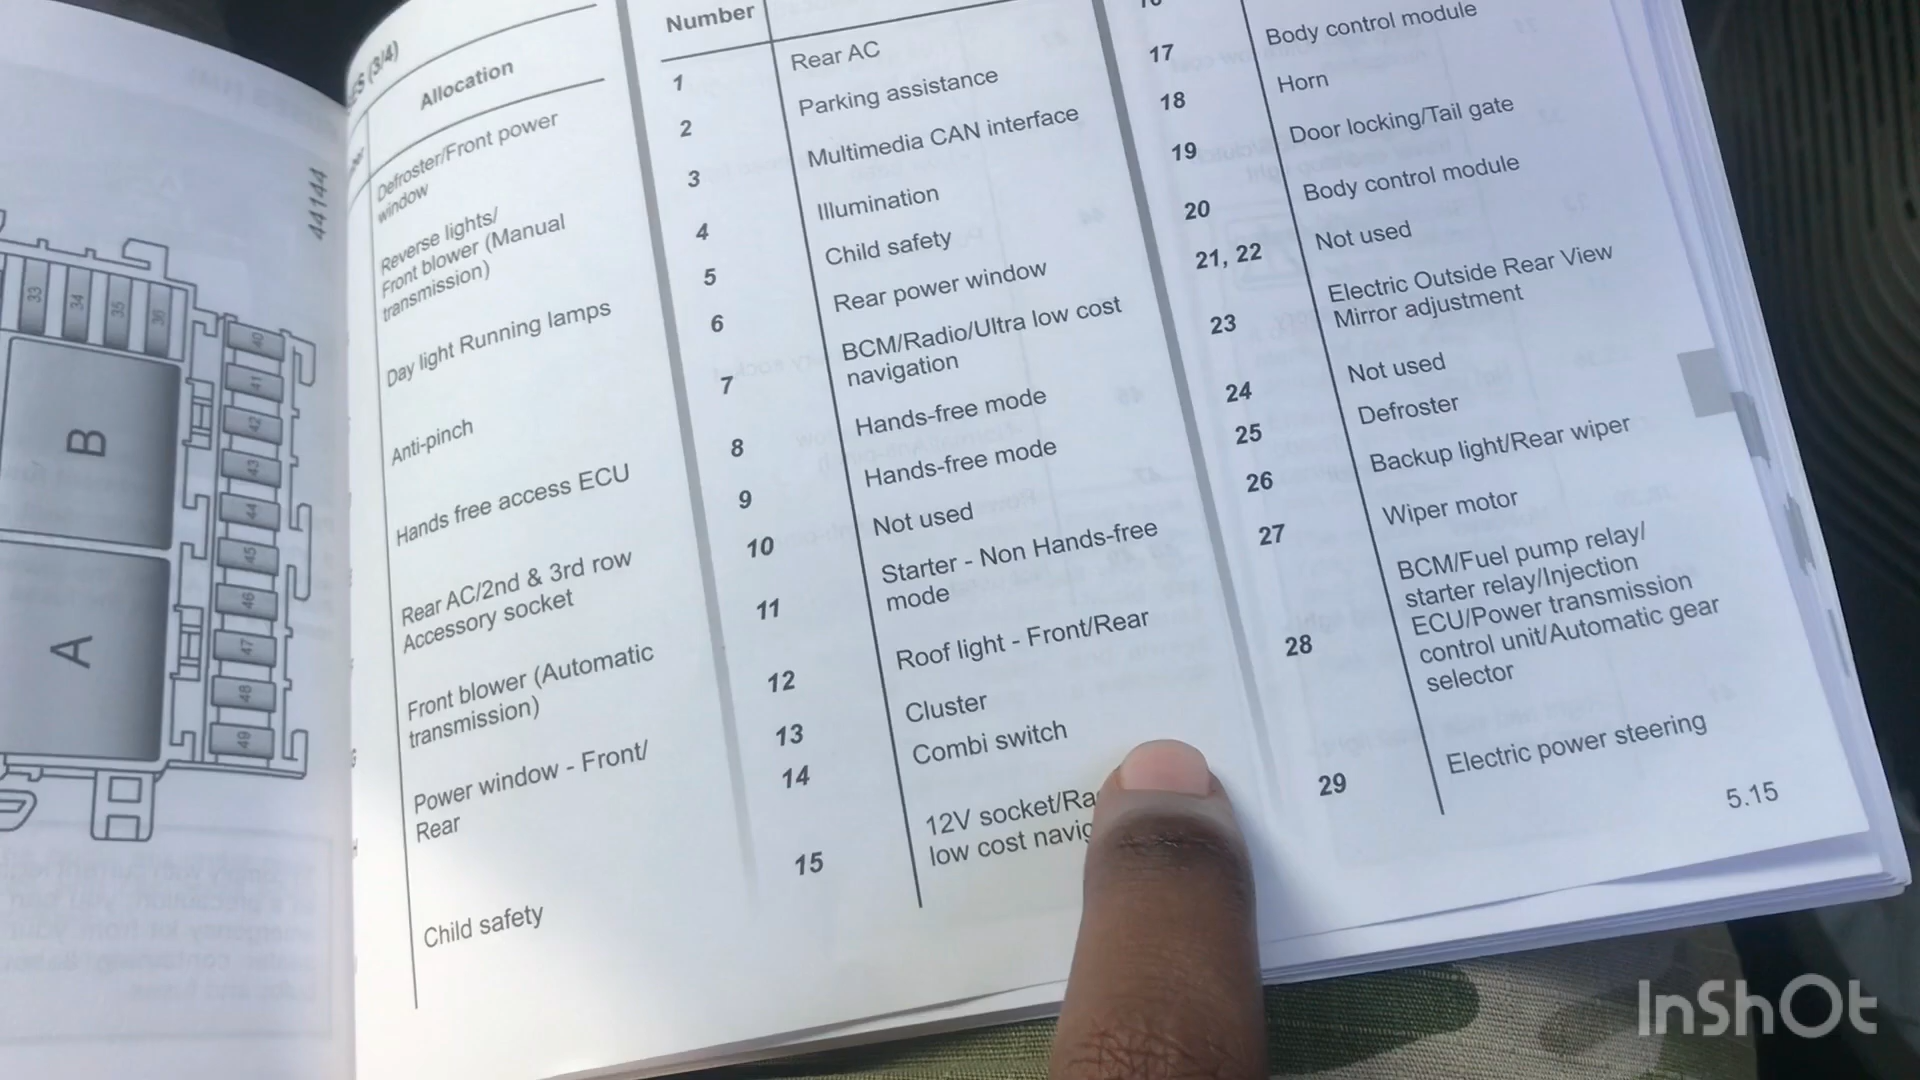 44144
33
34
35
36
40
41
42
43
44
45
46
47
48
49
B
A
(3/4)
Allocation
Defroster/Front power
window
Reverse lights/
Front blower (Manual
transmission)
Day light Running lamps
Anti-pinch
Hands free access ECU
Rear AC/2nd & 3rd row
Accessory socket
Front blower (Automatic
transmission)
Power window - Front/
Rear
Child safety
Number
1 Rear AC
2 Parking assistance
3 Multimedia CAN interface
4 Illumination
5 Child safety
6 Rear power window
7 BCM/Radio/Ultra low cost
navigation
8 Hands-free mode
9 Hands-free mode
10 Not used
11 Starter - Non Hands-free
mode
12 Roof light - Front/Rear
13 Cluster
14 Combi switch
15 12V socket/
low cost
17 Body control module
18 Horn
19 Door locking/Tail gate
20 Body control module
21, 22 Not used
23 Electric Outside Rear View
Mirror adjustment
24 Not used
25 Defroster
26 Backup light/Rear wiper
27 Wiper motor
28 BCM/Fuel pump relay/
starter relay/Injection
ECU/Power transmission
control unit/Automatic gear
selector
29 Electric power steering
5.15
InShOt